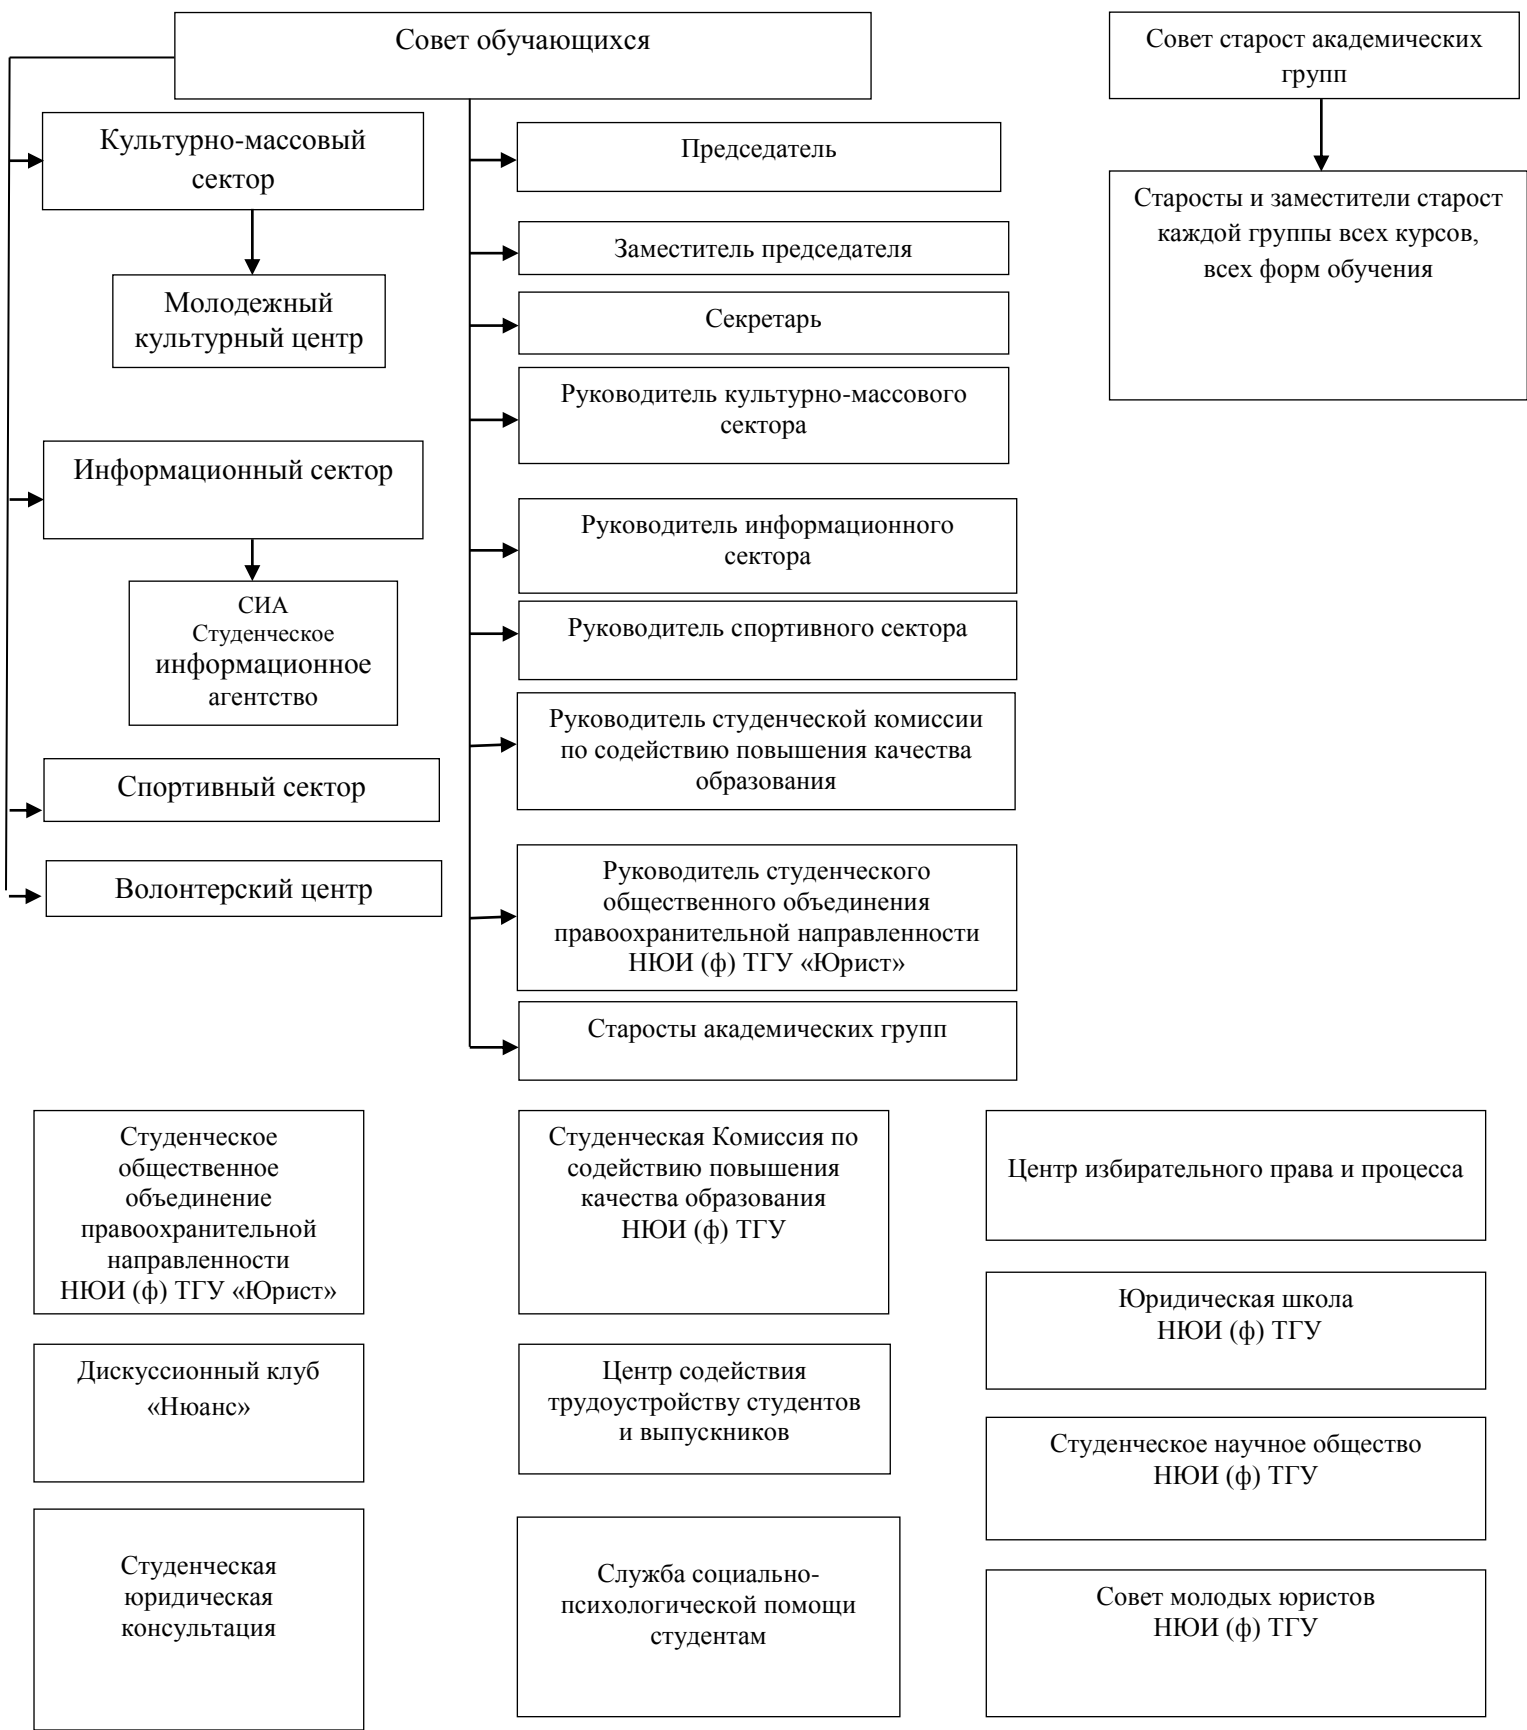 Совет обучающихся
Совет старост академических
групп
Культурно-массовый
сектор
Молодежный
культурный центр
Информационный сектор
СИА
Студенческое
информационное
агентство
Спортивный сектор
Волонтерский центр
Председатель
Заместитель председателя
Секретарь
Руководитель культурно-массового
сектора
Руководитель информационного
сектора
Руководитель спортивного сектора
Руководитель студенческой комиссии
по содействию повышения качества
образования
Руководитель студенческого
общественного объединения
правоохранительной направленности
НЮИ (ф) ТГУ «Юрист»
Старосты академических групп
Старосты и заместители старост
каждой группы всех курсов,
всех форм обучения
Студенческое
общественное
объединение
правоохранительной
направленности
НЮИ (ф) ТГУ «Юрист»
Дискуссионный клуб
«Нюанс»
Студенческая
юридическая
консультация
Студенческая Комиссия по
содействию повышения
качества образования
НЮИ (ф) ТГУ
Центр содействия
трудоустройству студентов
и выпускников
Служба социально-
психологической помощи
студентам
Центр избирательного права и процесса
Юридическая школа
НЮИ (ф) ТГУ
Студенческое научное общество
НЮИ (ф) ТГУ
Совет молодых юристов
НЮИ (ф) ТГУ